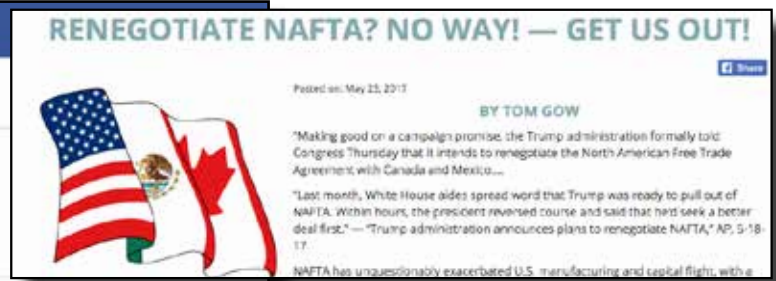 RENEGOTIATE NAFTA? NO WAY! — GET US OUT!
Share
Posted on: May 23, 2017
BY TOM GOW
"Making good on a campaign promise, the Trump administration formally told
Congress Thursday that it intends to renegotiate the North American Free Trade
Agreement with Canada and Mexico....
"Last month, White House aides spread word that Trump was ready to pull out of
NAFTA. Within hours, the president reversed course and said that he'd seek a better
deal first." — "Trump administration announces plans to renegotiate NAFTA," AP, 5-18-
17
NAFTA has unquestionably exacerbated U.S. manufacturing and capital flight, with a